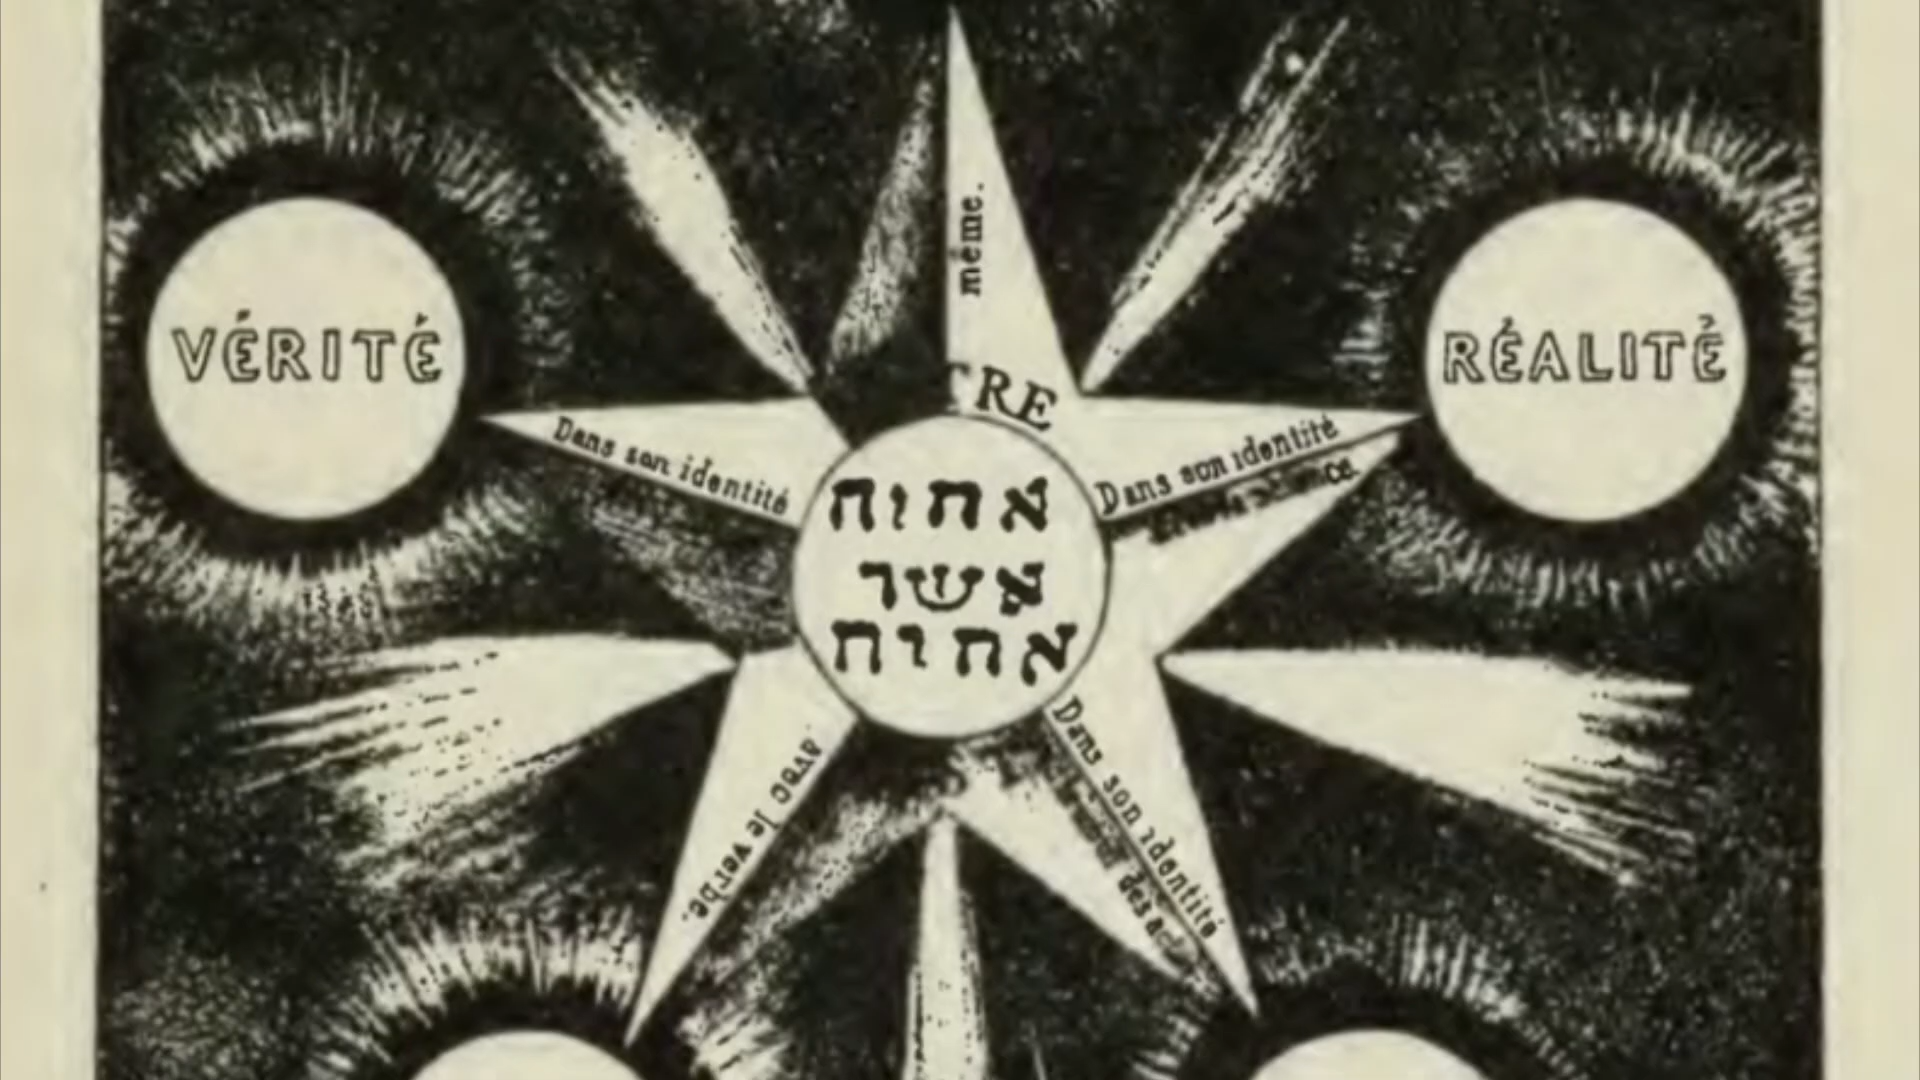 même.
TRE
VÉRITÉ
RÉALITÉ
Dans son identité
Dans son identité
אהיה
אשר
אהיה
avec le verbe.
Dans son identité